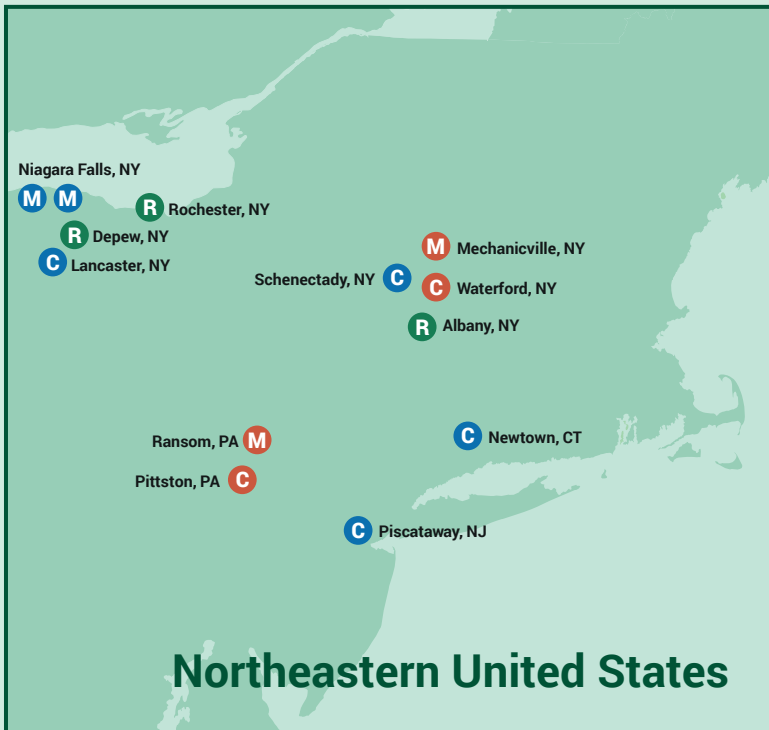 Niagara Falls, NY
M M
R Rochester, NY
R Depew, NY
C Lancaster, NY
M Mechanicville, NY
Schenectady, NY C
C Waterford, NY
R Albany, NY
Ransom, PA M
C Newtown, CT
Pittston, PA C
C Piscataway, NJ
Northeastern United States